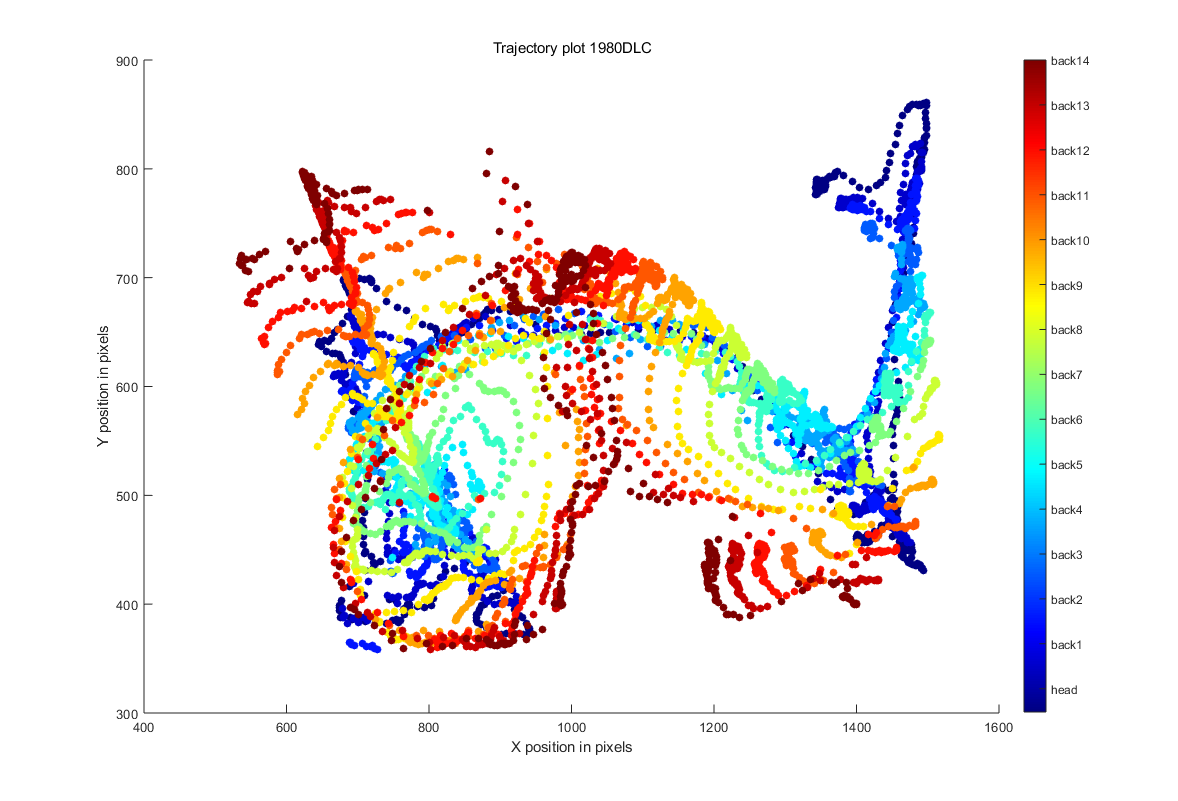 Trajectory plot 1980DLC
900
800
700
600
500
400
300
Y position in pixels
400
600
800
1000
1200
1400
1600
X position in pixels
back14
back13
back12
back11
back10
back9
back8
back7
back6
back5
back4
back3
back2
back1
head